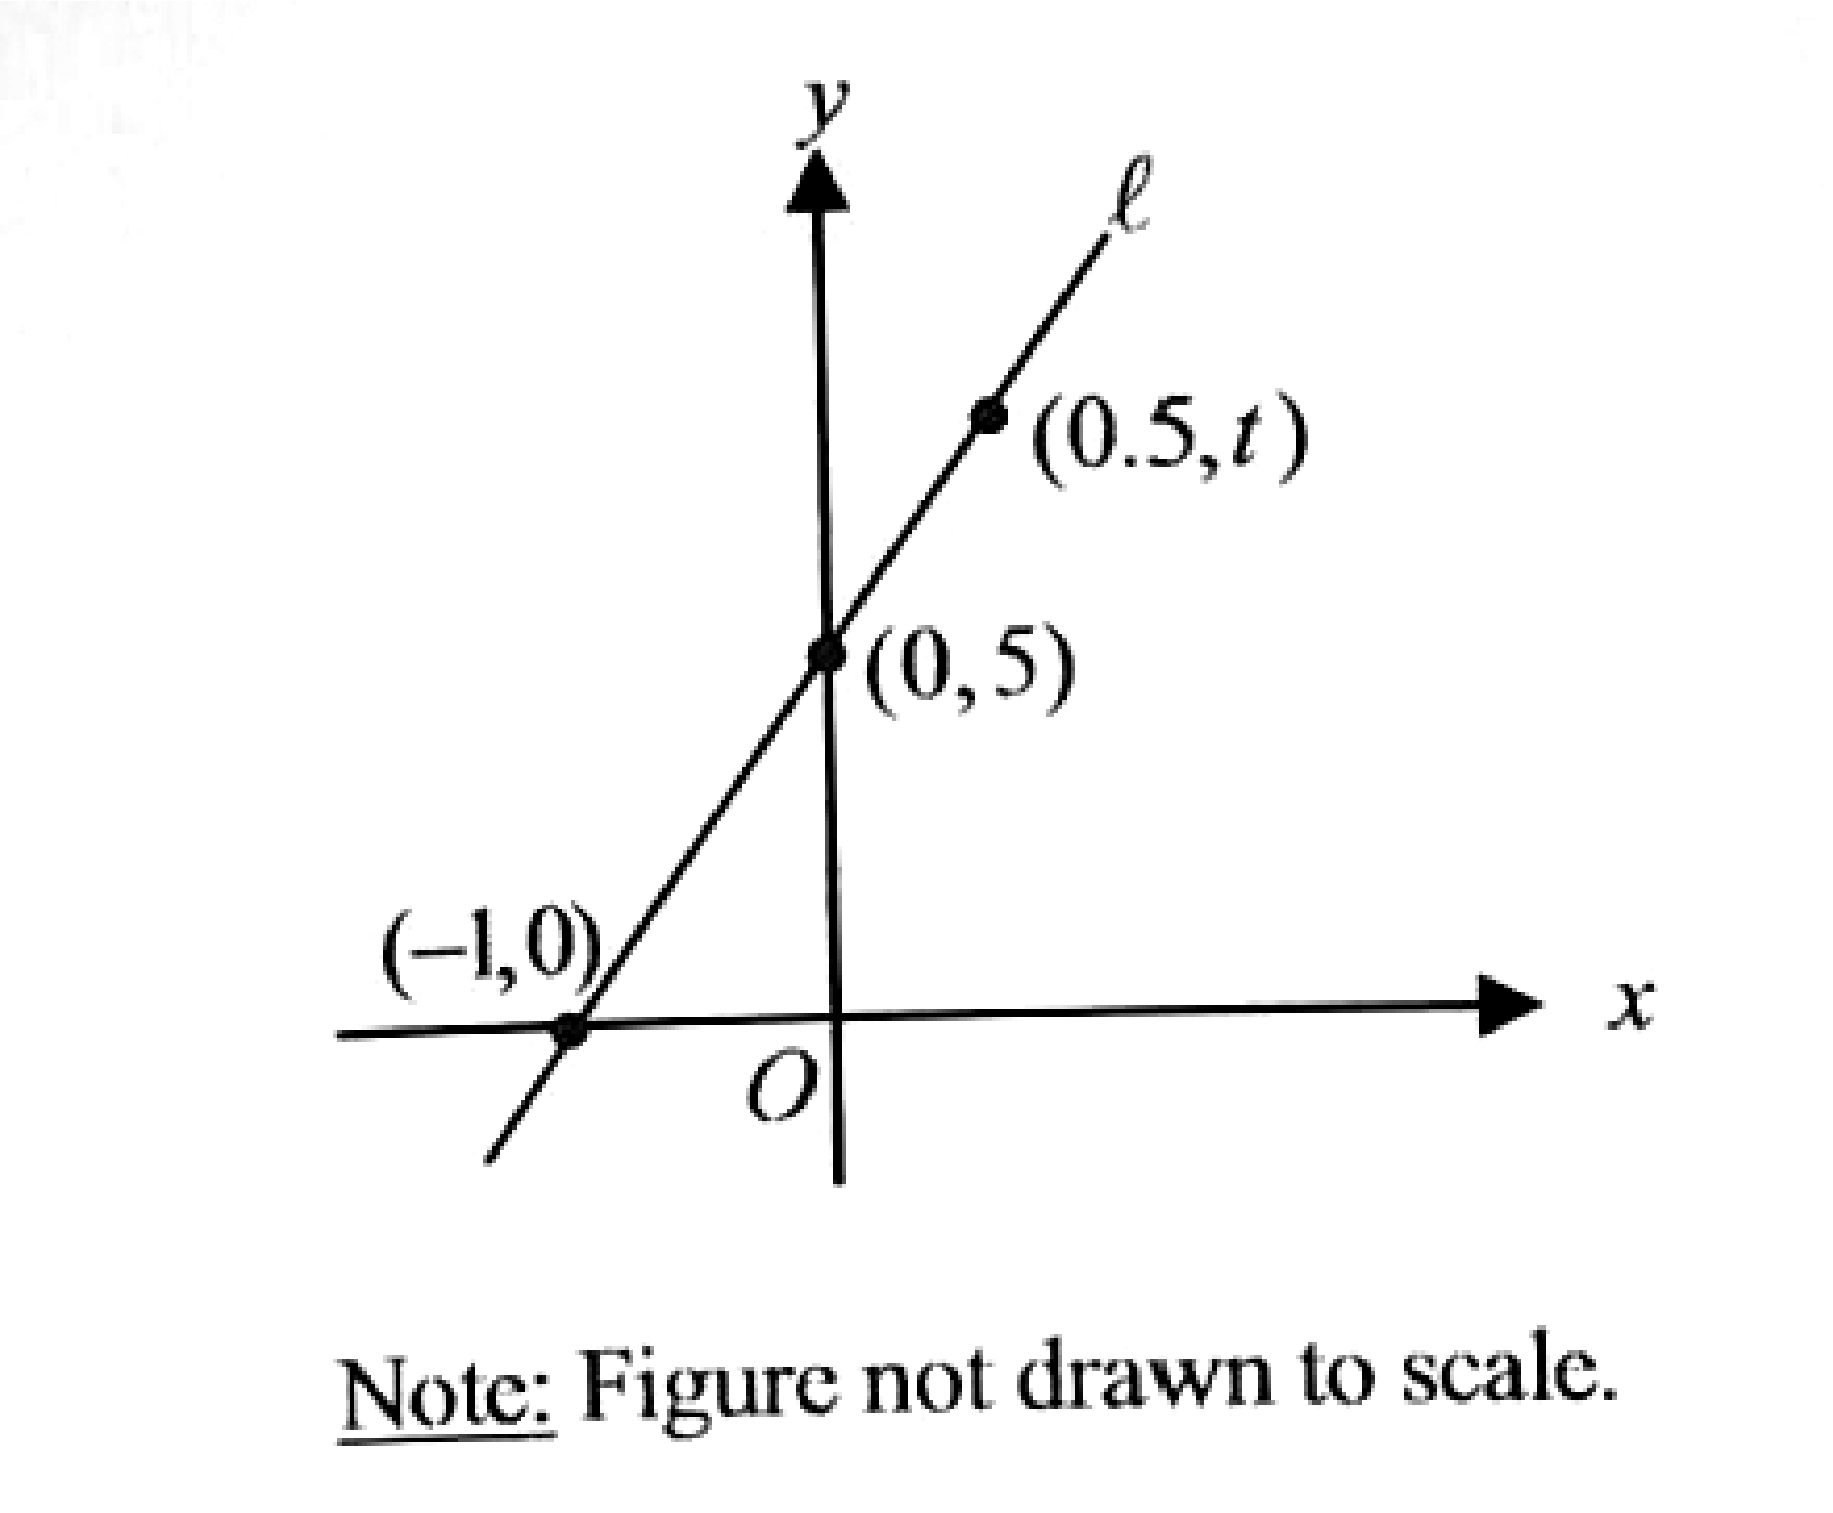 y
ℓ
(0.5, t)
(0, 5)
(−1, 0)
x
O
Note: Figure not drawn to scale.